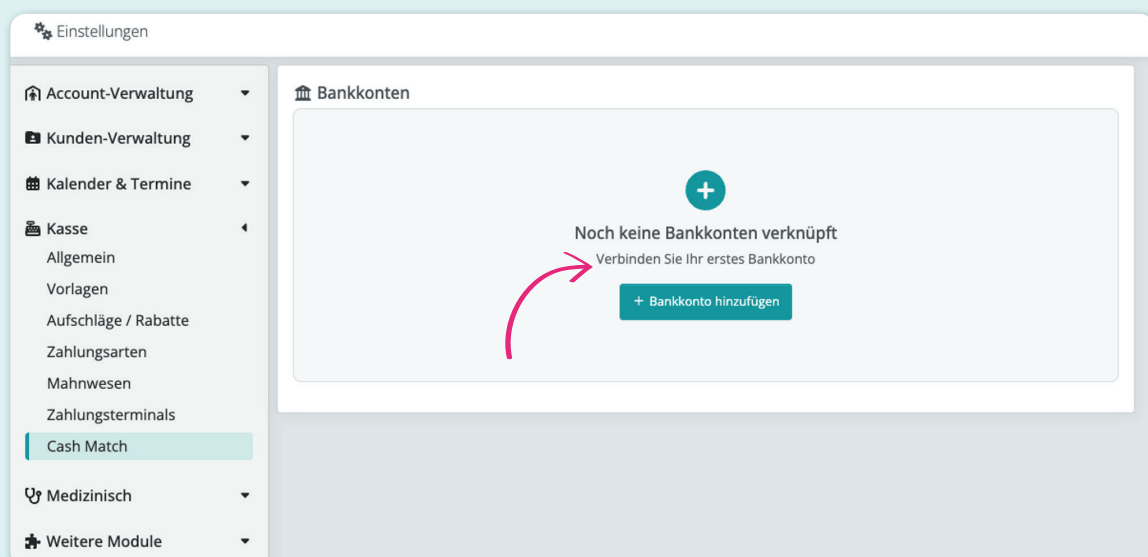 Einstellungen
Account-Verwaltung
Kunden-Verwaltung
Kalender & Termine
Kasse
Allgemein
Vorlagen
Aufschläge / Rabatte
Zahlungsarten
Mahnwesen
Zahlungsterminals
Cash Match
Medizinisch
Weitere Module
Bankkonten
Noch keine Bankkonten verknüpft
Verbinden Sie Ihr erstes Bankkonto
+ Bankkonto hinzufügen